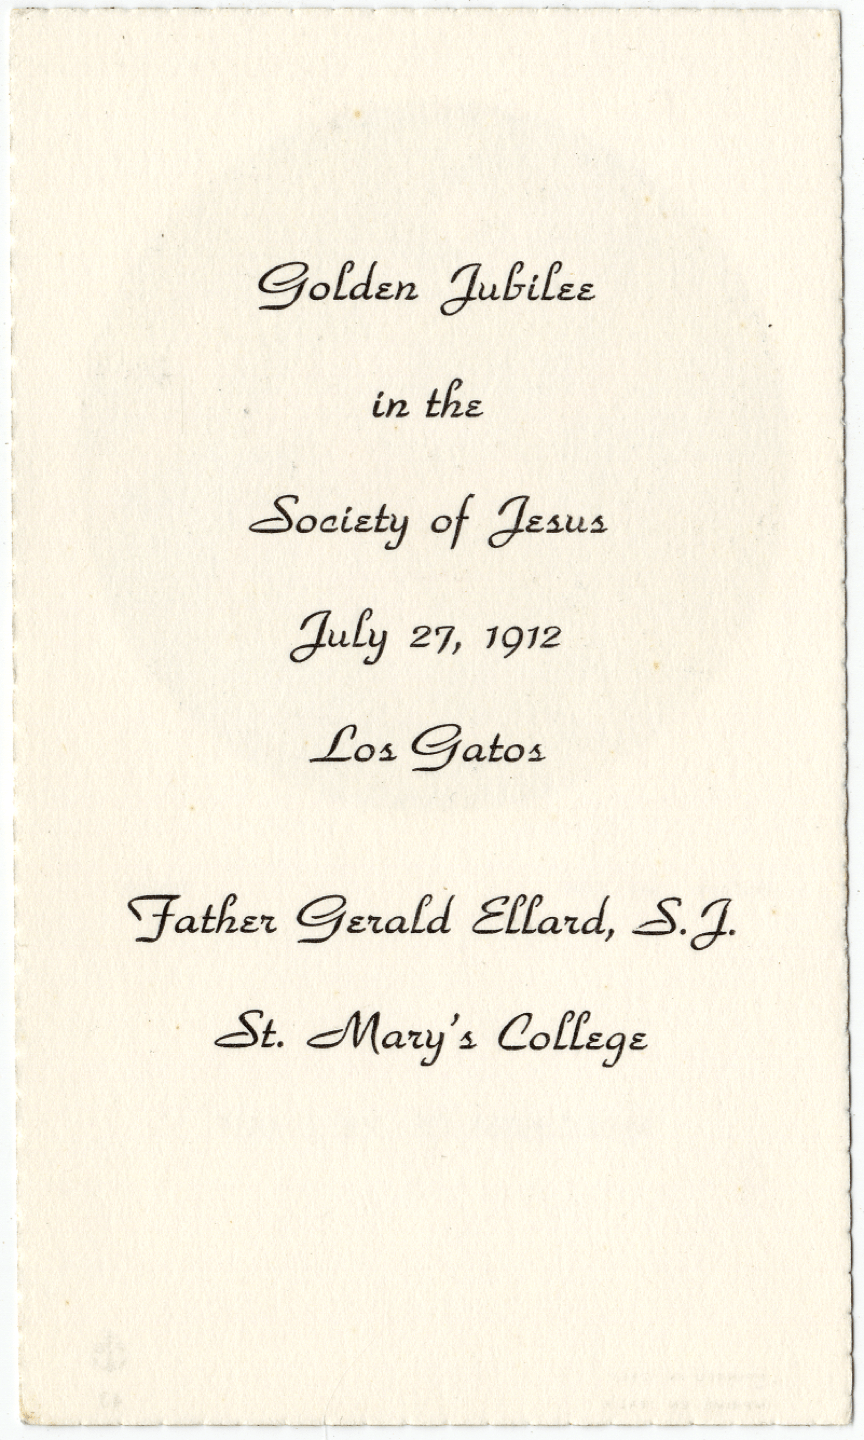 Golden Jubilee
in the
Society of Jesus
July 27, 1912
Los Gatos
Father Gerald Ellard, S.J.
St. Mary's College